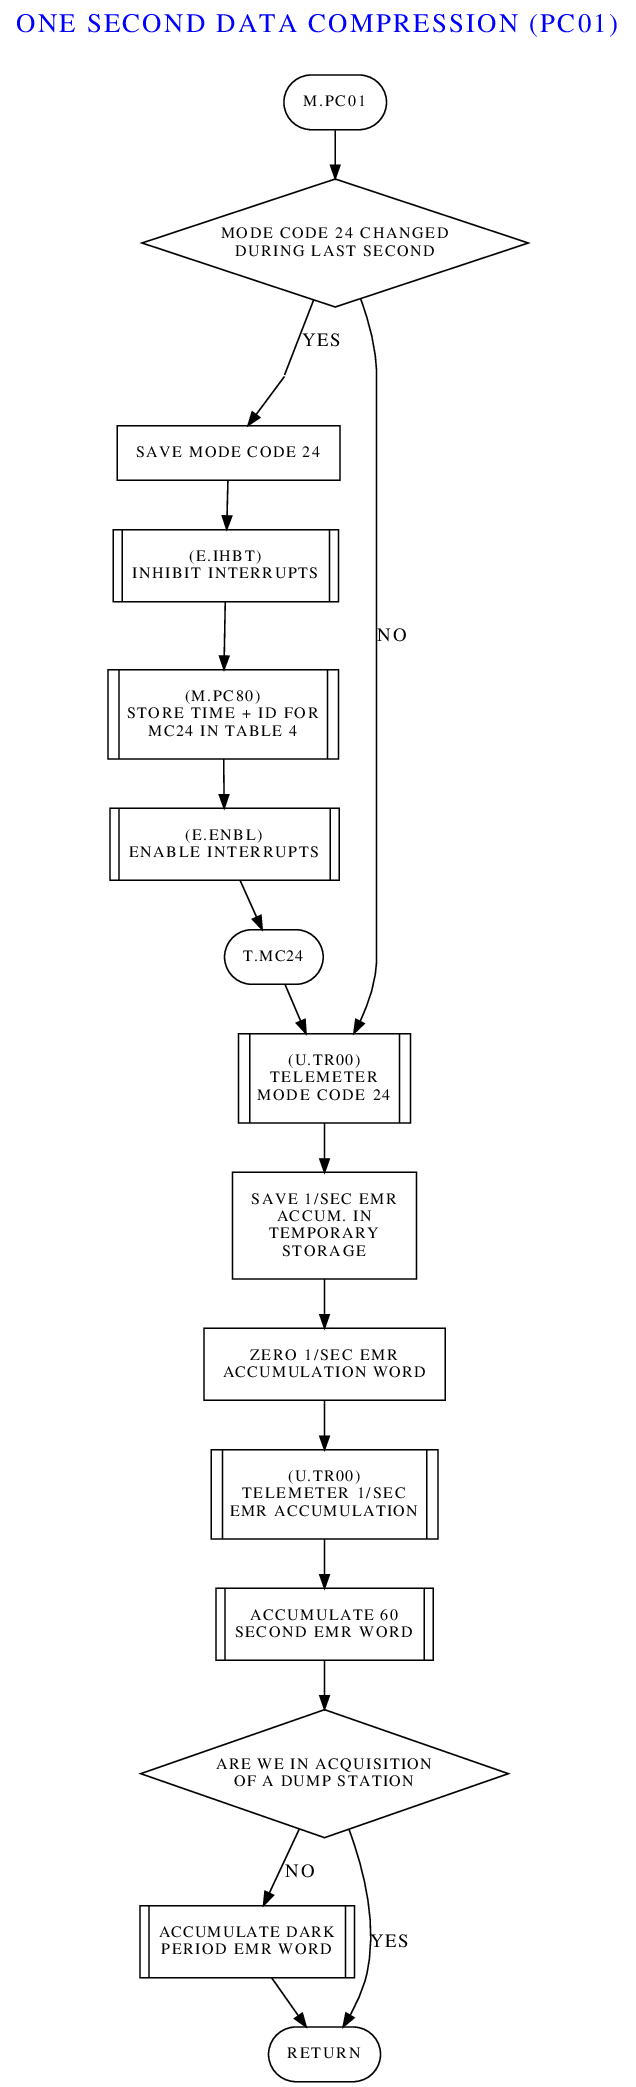 ONE SECOND DATA COMPRESSION (PC01)
M.PC01
MODE CODE 24 CHANGED
DURING LAST SECOND
YES
SAVE MODE CODE 24
(E.IHBT)
INHIBIT INTERRUPTS
NO
(M.PC80)
STORE TIME + ID FOR
MC24 IN TABLE 4
(E.ENBL)
ENABLE INTERRUPTS
T.MC24
(U.TR00)
TELEMETER
MODE CODE 24
SAVE 1/SEC EMR
ACCUM. IN
TEMPORARY
STORAGE
ZERO 1/SEC EMR
ACCUMULATION WORD
(U.TR00)
TELEMETER 1/SEC
EMR ACCUMULATION
ACCUMULATE 60
SECOND EMR WORD
ARE WE IN ACQUISITION
OF A DUMP STATION
NO
ACCUMULATE DARK
PERIOD EMR WORD
YES
RETURN